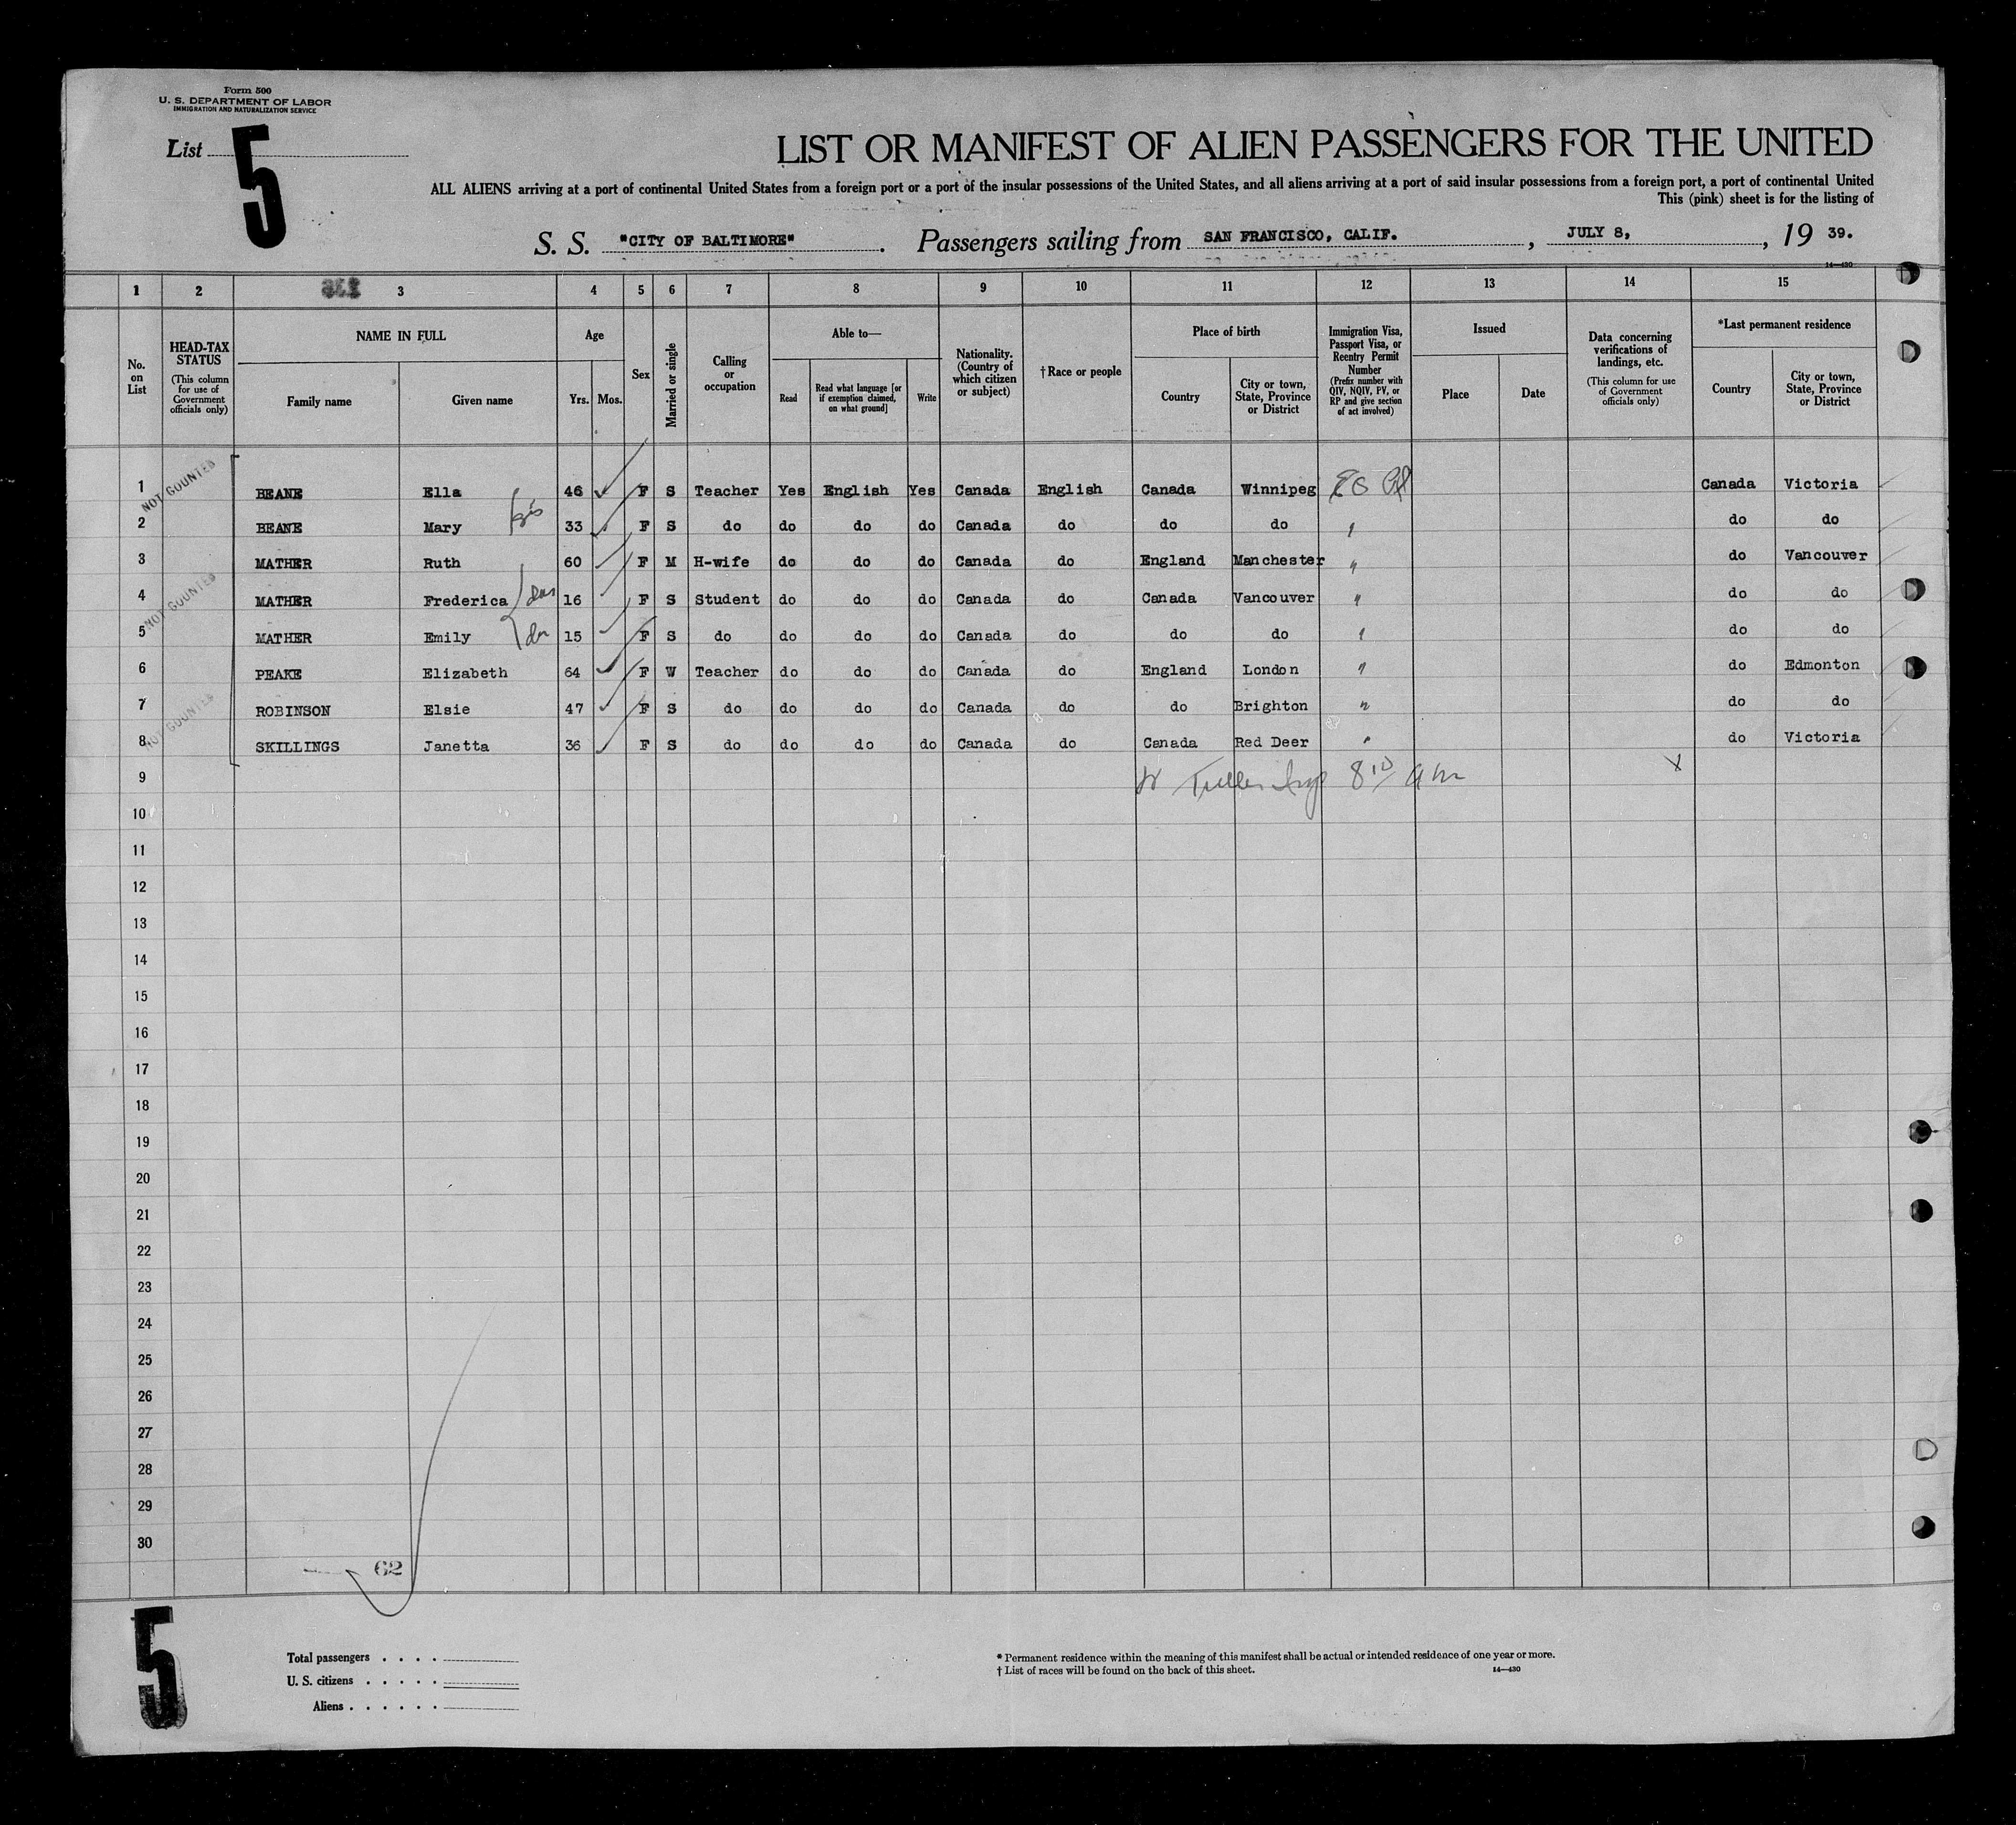 Form 500
U. S. DEPARTMENT OF LABOR
IMMIGRATION AND NATURALIZATION SERVICE
List 5
LIST OR MANIFEST OF ALIEN PASSENGERS FOR THE UNITED
ALL ALIENS arriving at a port of continental United States from a foreign port or a port of the insular possessions of the United States, and all aliens arriving at a port of said insular possessions from a foreign port, a port of continental United
This (pink) sheet is for the listing of
S. S. "CITY OF BALTIMORE". Passengers sailing from SAN FRANCISCO, CALIF., JULY 8, , 19 39.
14—430
1 2 3 4 5 6 7 8 9 10 11 12 13 14 15
No. on List
HEAD-TAX STATUS
(This column for use of Government officials only)
NAME IN FULL
Family name Given name
Age
Yrs. Mos.
Sex
Married or single
Calling or occupation
Able to—
Read
Read what language [or if exemption claimed, on what ground]
Write
Nationality. (Country of which citizen or subject)
†Race or people
Place of birth
Country
City or town, State, Province or District
Immigration Visa, Passport Visa, or Reentry Permit Number
(Prefix number with QIV, NQIV, PV, or RP and give section of act involved)
Issued
Place Date
Data concerning verifications of landings, etc.
(This column for use of Government officials only)
*Last permanent residence
Country
City or town, State, Province or District
NOT COUNTED
1 BEANE Ella 46 F S Teacher Yes English Yes Canada English Canada Winnipeg Canada Victoria
2 BEANE Mary sis 33 F S do do do do Canada do do do " do do
3 MATHER Ruth 60 F M H-wife do do do Canada do England Manchester " do Vancouver
NOT COUNTED
4 MATHER Frederica 16 F S Student do do do Canada do Canada Vancouver " do do
5 MATHER Emily 15 F S do do do do Canada do do do " do do
6 PEAKE Elizabeth 64 F W Teacher do do do Canada do England London " do Edmonton
NOT COUNTED
7 ROBINSON Elsie 47 F S do do do do Canada do do Brighton " do do
8 SKILLINGS Janetta 36 F S do do do do Canada do Canada Red Deer " do Victoria
9
10
11
12
13
14
15
16
17
18
19
20
21
22
23
24
25
26
27
28
29
30
62
5
Total passengers . . . .
U. S. citizens . . . . .
Aliens . . . . . .
* Permanent residence within the meaning of this manifest shall be actual or intended residence of one year or more.
† List of races will be found on the back of this sheet.
14—430